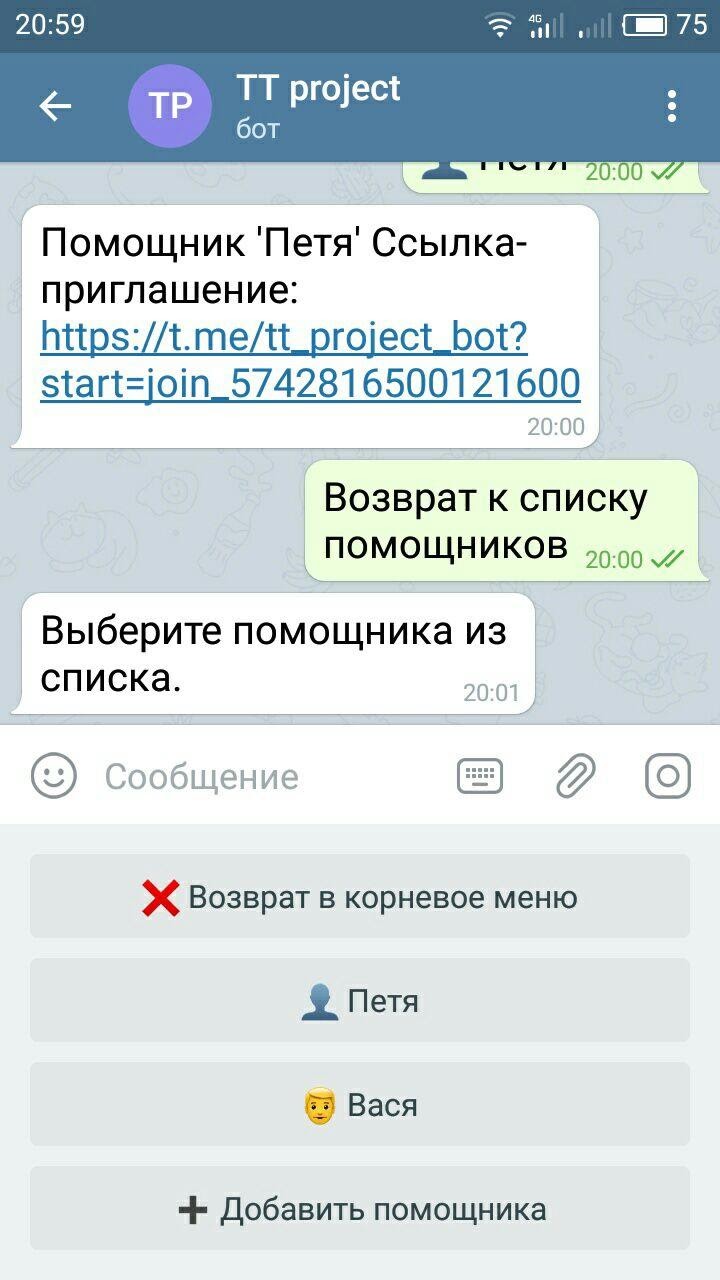 20:59
4G
75
TP
TT project
бот
Петя
20:00
Помощник 'Петя' Ссылка-
приглашение:
https://t.me/tt_project_bot?
start=join_5742816500121600
20:00
Возврат к списку
помощников
20:00
Выберите помощника из
списка.
20:01
Сообщение
Возврат в корневое меню
Петя
Вася
Добавить помощника